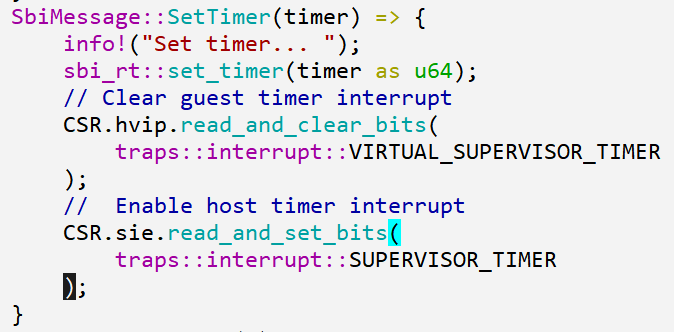 SbiMessage::SetTimer(timer) => {
    info!("Set timer... ");
    sbi_rt::set_timer(timer as u64);
    // Clear guest timer interrupt
    CSR.hvip.read_and_clear_bits(
        traps::interrupt::VIRTUAL_SUPERVISOR_TIMER
    );
    //  Enable host timer interrupt
    CSR.sie.read_and_set_bits(
        traps::interrupt::SUPERVISOR_TIMER
    );
}